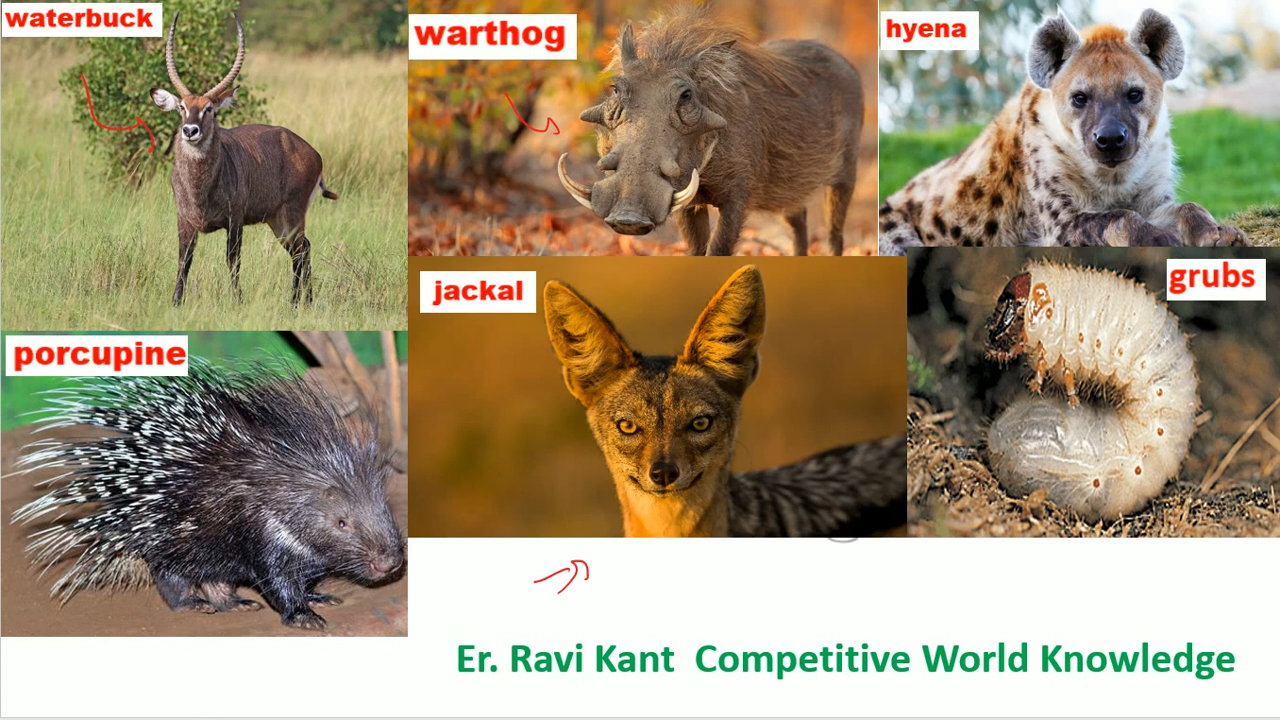 waterbuck
warthog
hyena
porcupine
jackal
grubs
Er. Ravi Kant  Competitive World Knowledge